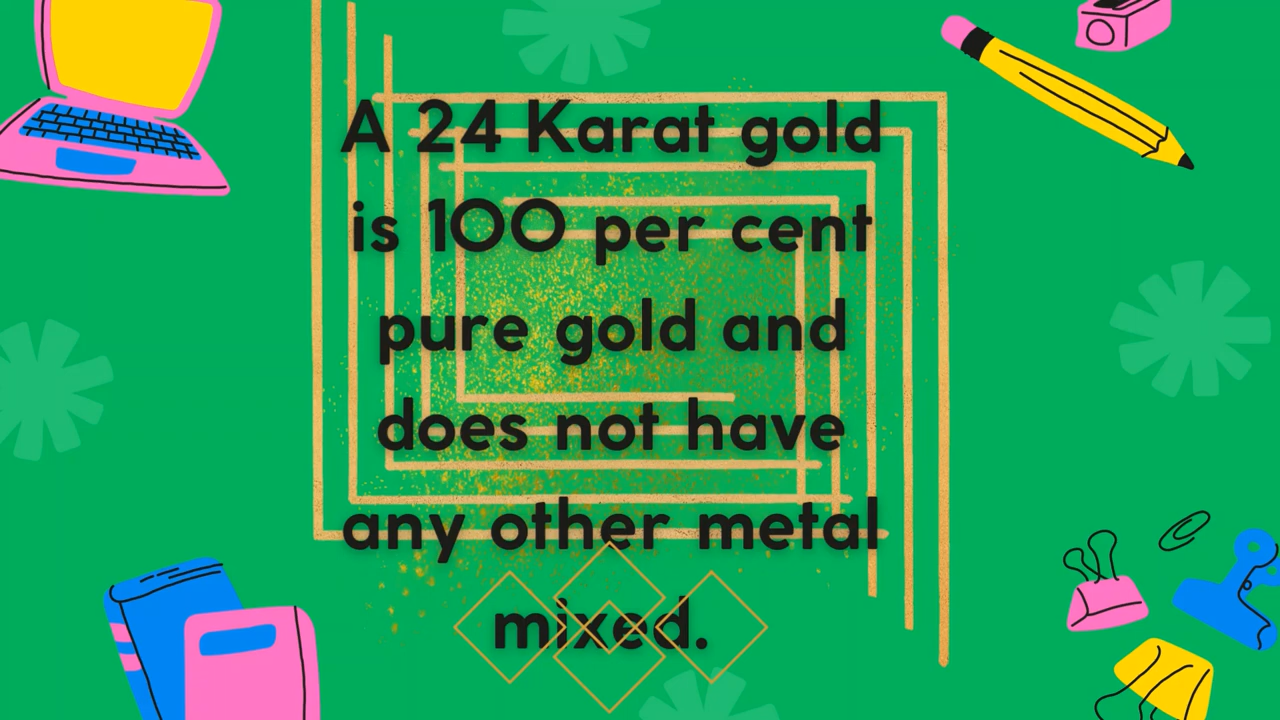 A 24 Karat gold
is 100 per cent
pure gold and
does not have
any other metal
mixed.